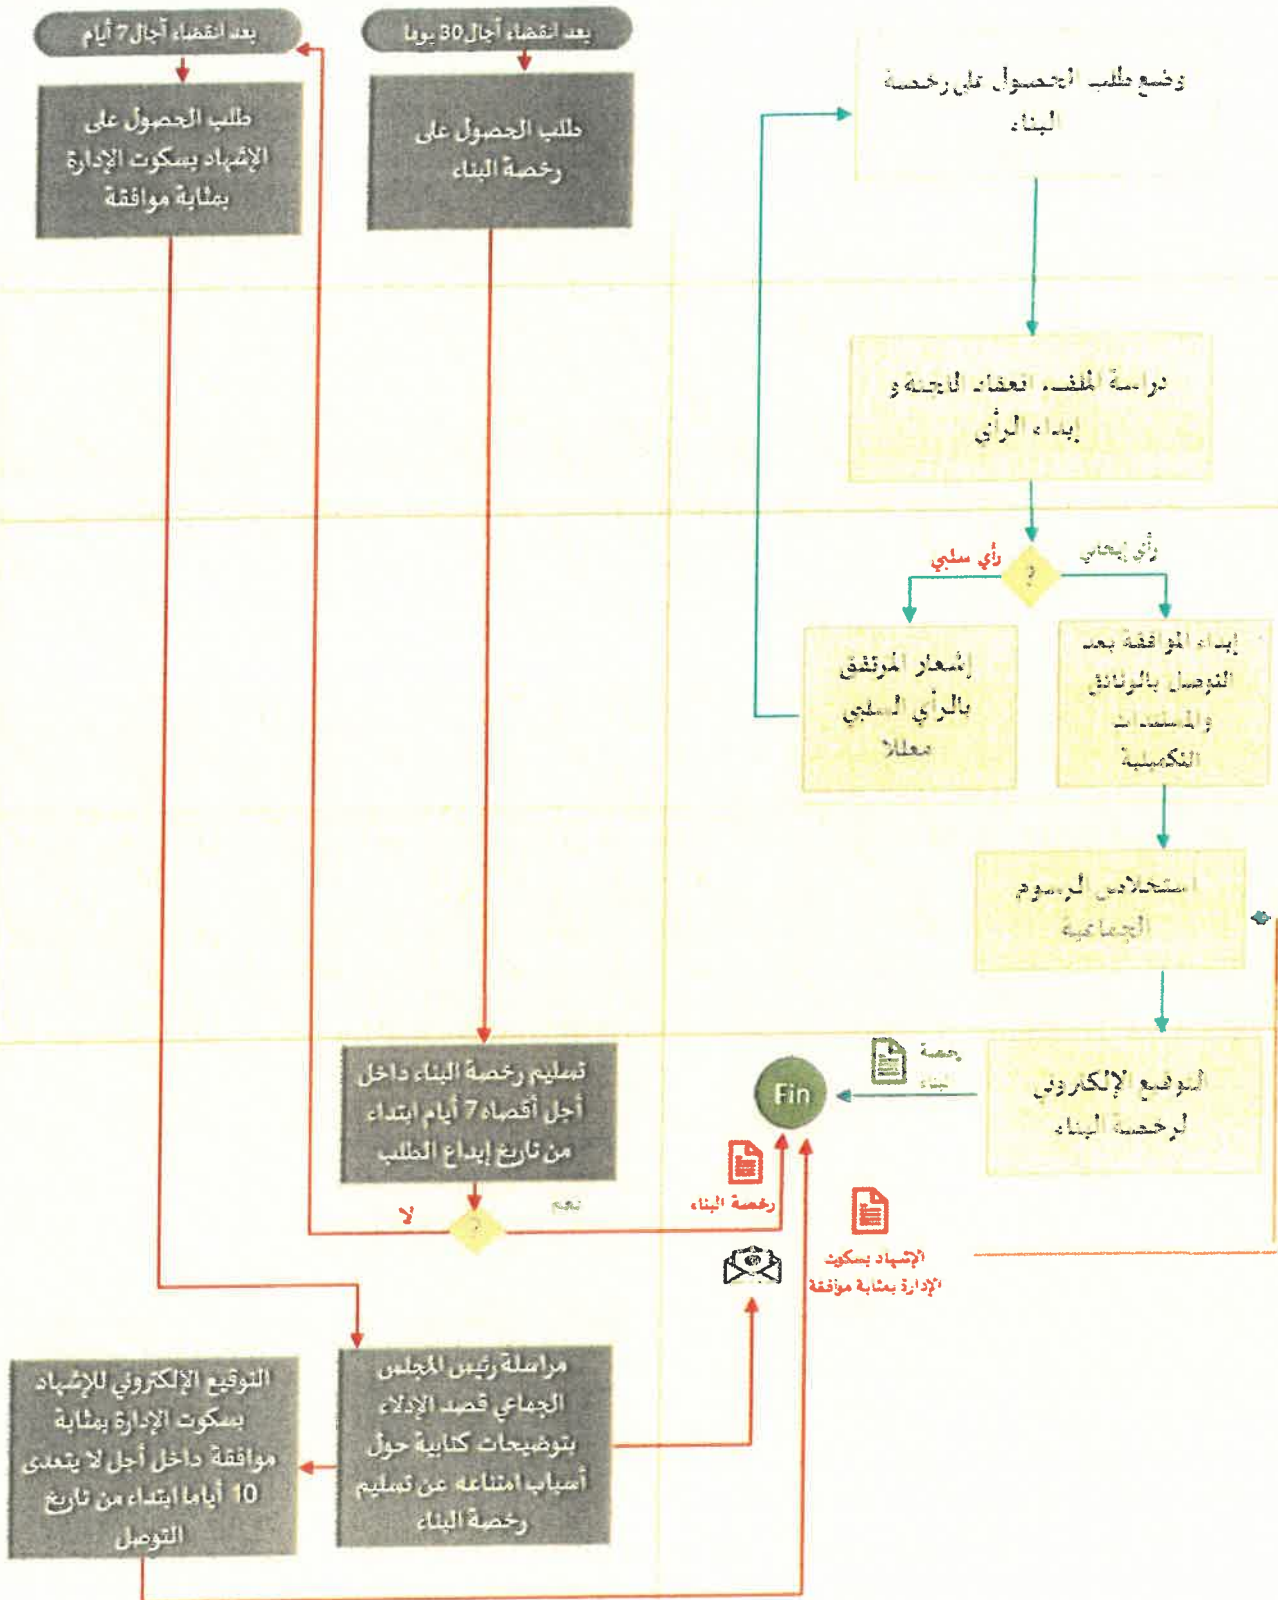 وضع طلب الحصول على رخصة
البناء
دراسة الملف، انعقاد اللجنة و
إبداء الرأي
?
رأي إيجابي
رأي سلبي
إبداء الموافقة بعد
التوصل بالوثائق
والمستندات
التكميلية
إشعار المرتفق
بالرأي السلبي
معللا
استخلاص الرسوم
الجماعية
التوقيع الإلكتروني
لرخصة البناء
البناء
Fin
بعد انقضاء آجال 30 يوما
طلب الحصول على
رخصة البناء
تسليم رخصة البناء داخل
أجل أقصاه 7 أيام ابتداء
من تاريخ إيداع الطلب
?
نعم
لا
رخصة البناء
الإشهاد بسكوت
الإدارة بمثابة موافقة
بعد انقضاء آجال 7 أيام
طلب الحصول على
الإشهاد بسكوت الإدارة
بمثابة موافقة
مراسلة رئيس المجلس
الجماعي قصد الإدلاء
بتوضيحات كتابية حول
أسباب امتناعه عن تسليم
رخصة البناء
التوقيع الإلكتروني للإشهاد
بسكوت الإدارة بمثابة
موافقة داخل أجل لا يتعدى
10 أياما ابتداء من تاريخ
التوصل